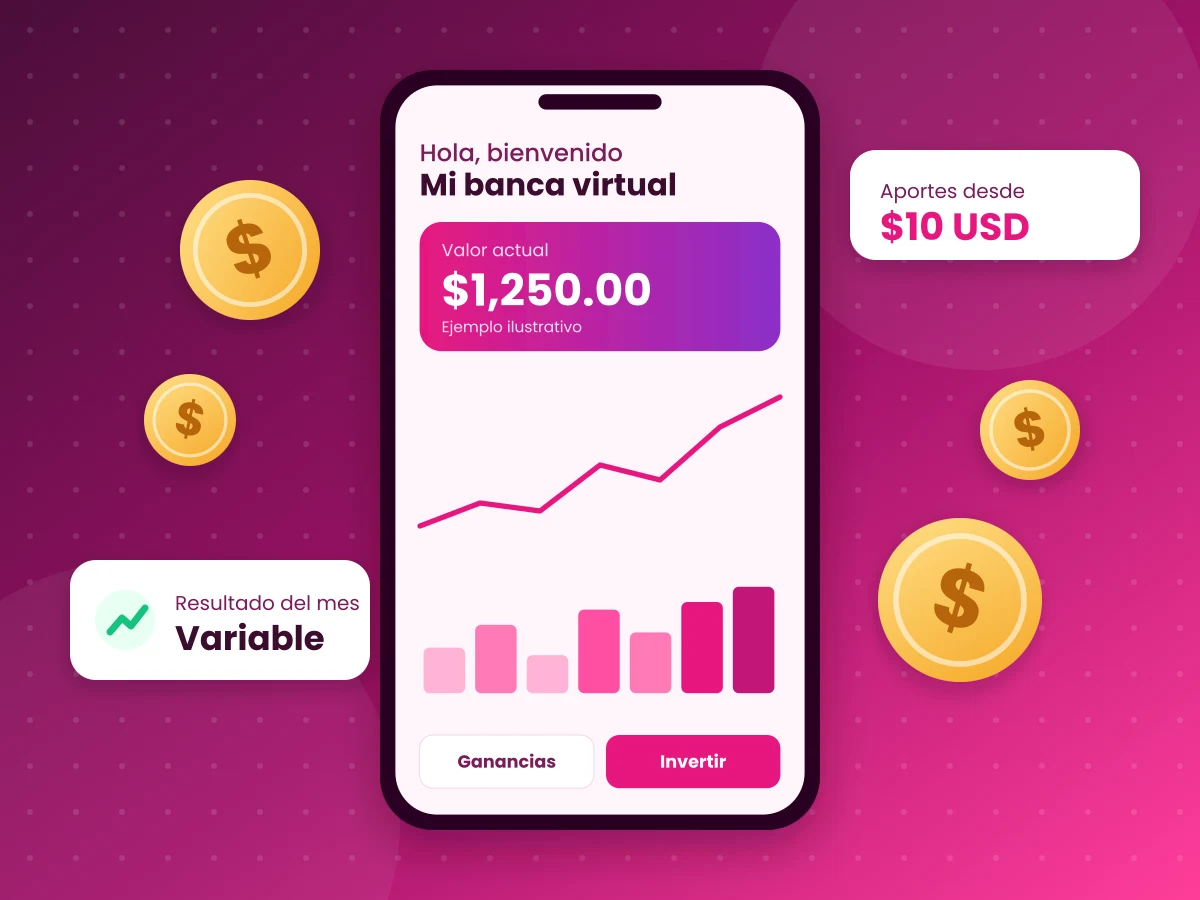 Hola, bienvenido
Mi banca virtual
Valor actual
$1,250.00
Ejemplo ilustrativo
Ganancias
Invertir
Aportes desde
$10 USD
Resultado del mes
Variable
$
$
$
$